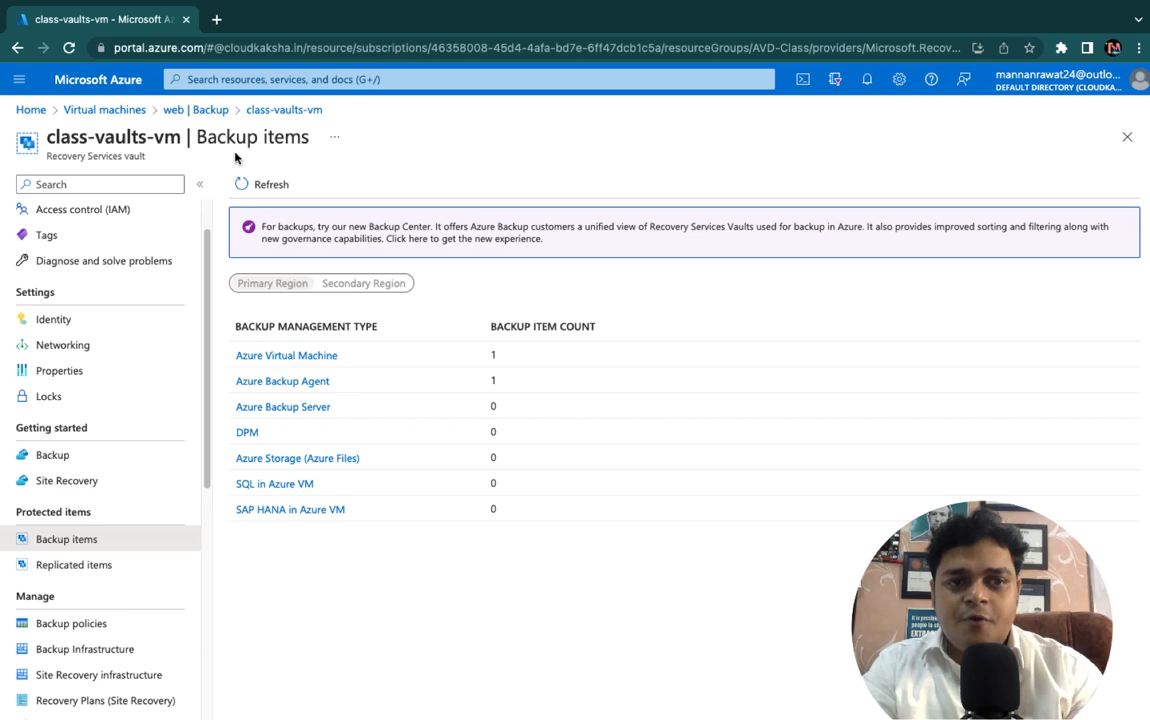 class-vaults-vm - Microsoft Az
portal.azure.com/#@cloudkaksha.in/resource/subscriptions/46358008-45d4-4afa-bd7e-6ff47dcb1c5a/resourceGroups/AVD-Class/providers/Microsoft.Recov...
Microsoft Azure
Search resources, services, and docs (G+/)
mannanrawat24@outlo...
DEFAULT DIRECTORY (CLOUDKA...
Home > Virtual machines > web | Backup > class-vaults-vm
class-vaults-vm | Backup items ...
Recovery Services vault
Search
«
Refresh
Access control (IAM)
Tags
Diagnose and solve problems
Settings
Identity
Networking
Properties
Locks
Getting started
Backup
Site Recovery
Protected items
Backup items
Replicated items
Manage
Backup policies
Backup Infrastructure
Site Recovery infrastructure
Recovery Plans (Site Recovery)
For backups, try our new Backup Center. It offers Azure Backup customers a unified view of Recovery Services Vaults used for backup in Azure. It also provides improved sorting and filtering along with
new governance capabilities. Click here to get the new experience.
Primary Region Secondary Region
BACKUP MANAGEMENT TYPE BACKUP ITEM COUNT
Azure Virtual Machine 1
Azure Backup Agent 1
Azure Backup Server 0
DPM 0
Azure Storage (Azure Files) 0
SQL in Azure VM 0
SAP HANA in Azure VM 0